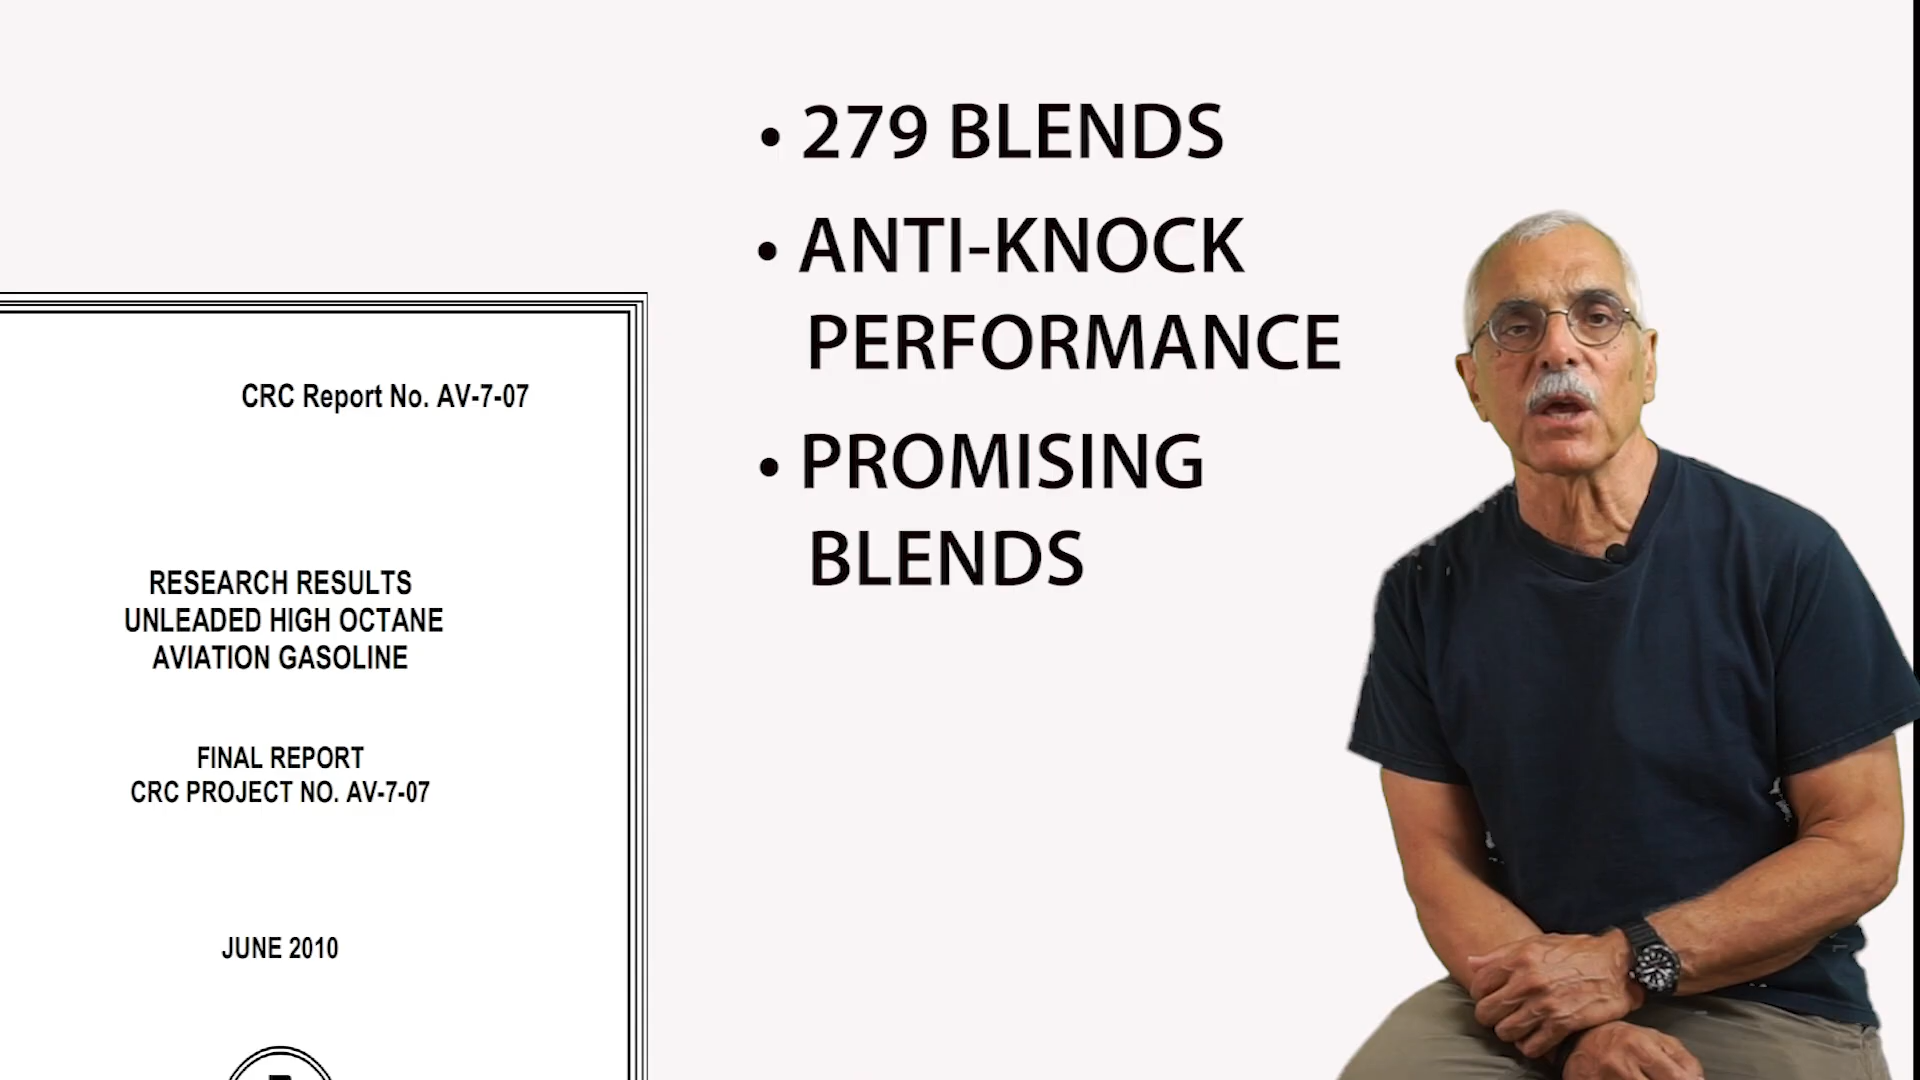 • 279 BLENDS
• ANTI-KNOCK
PERFORMANCE
• PROMISING
BLENDS
CRC Report No. AV-7-07
RESEARCH RESULTS
UNLEADED HIGH OCTANE
AVIATION GASOLINE
FINAL REPORT
CRC PROJECT NO. AV-7-07
JUNE 2010